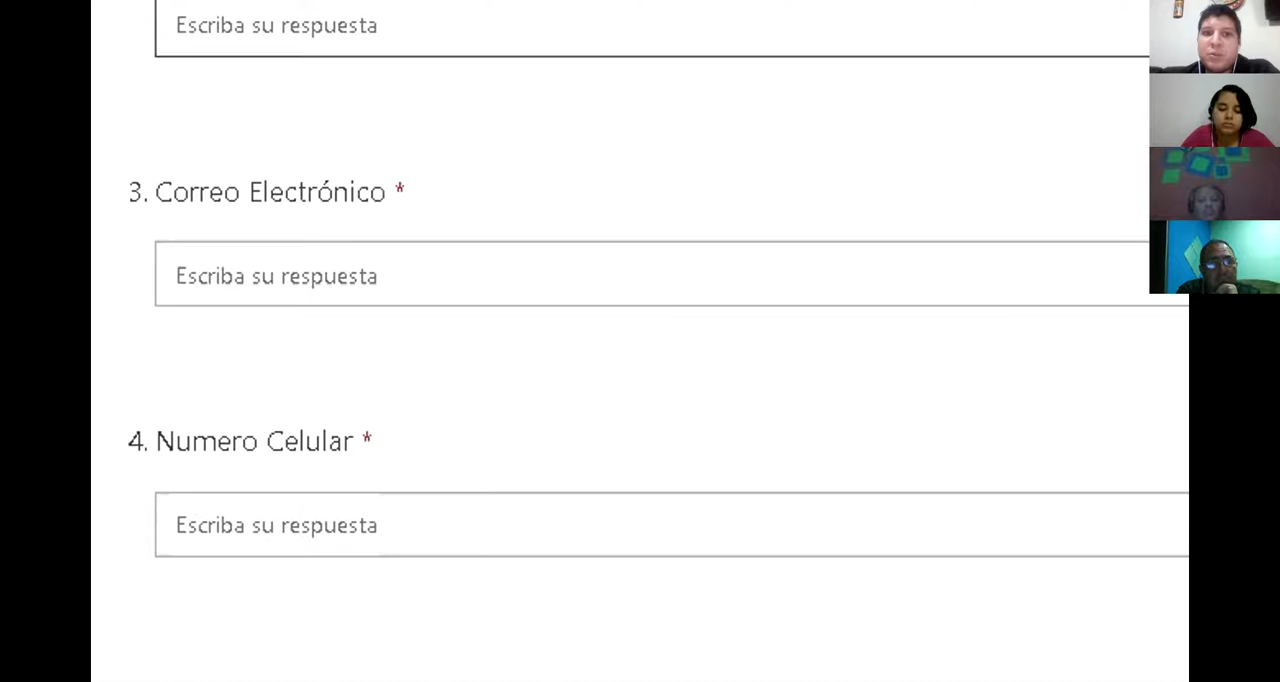 Escriba su respuesta
3. Correo Electrónico *
Escriba su respuesta
4. Numero Celular *
Escriba su respuesta